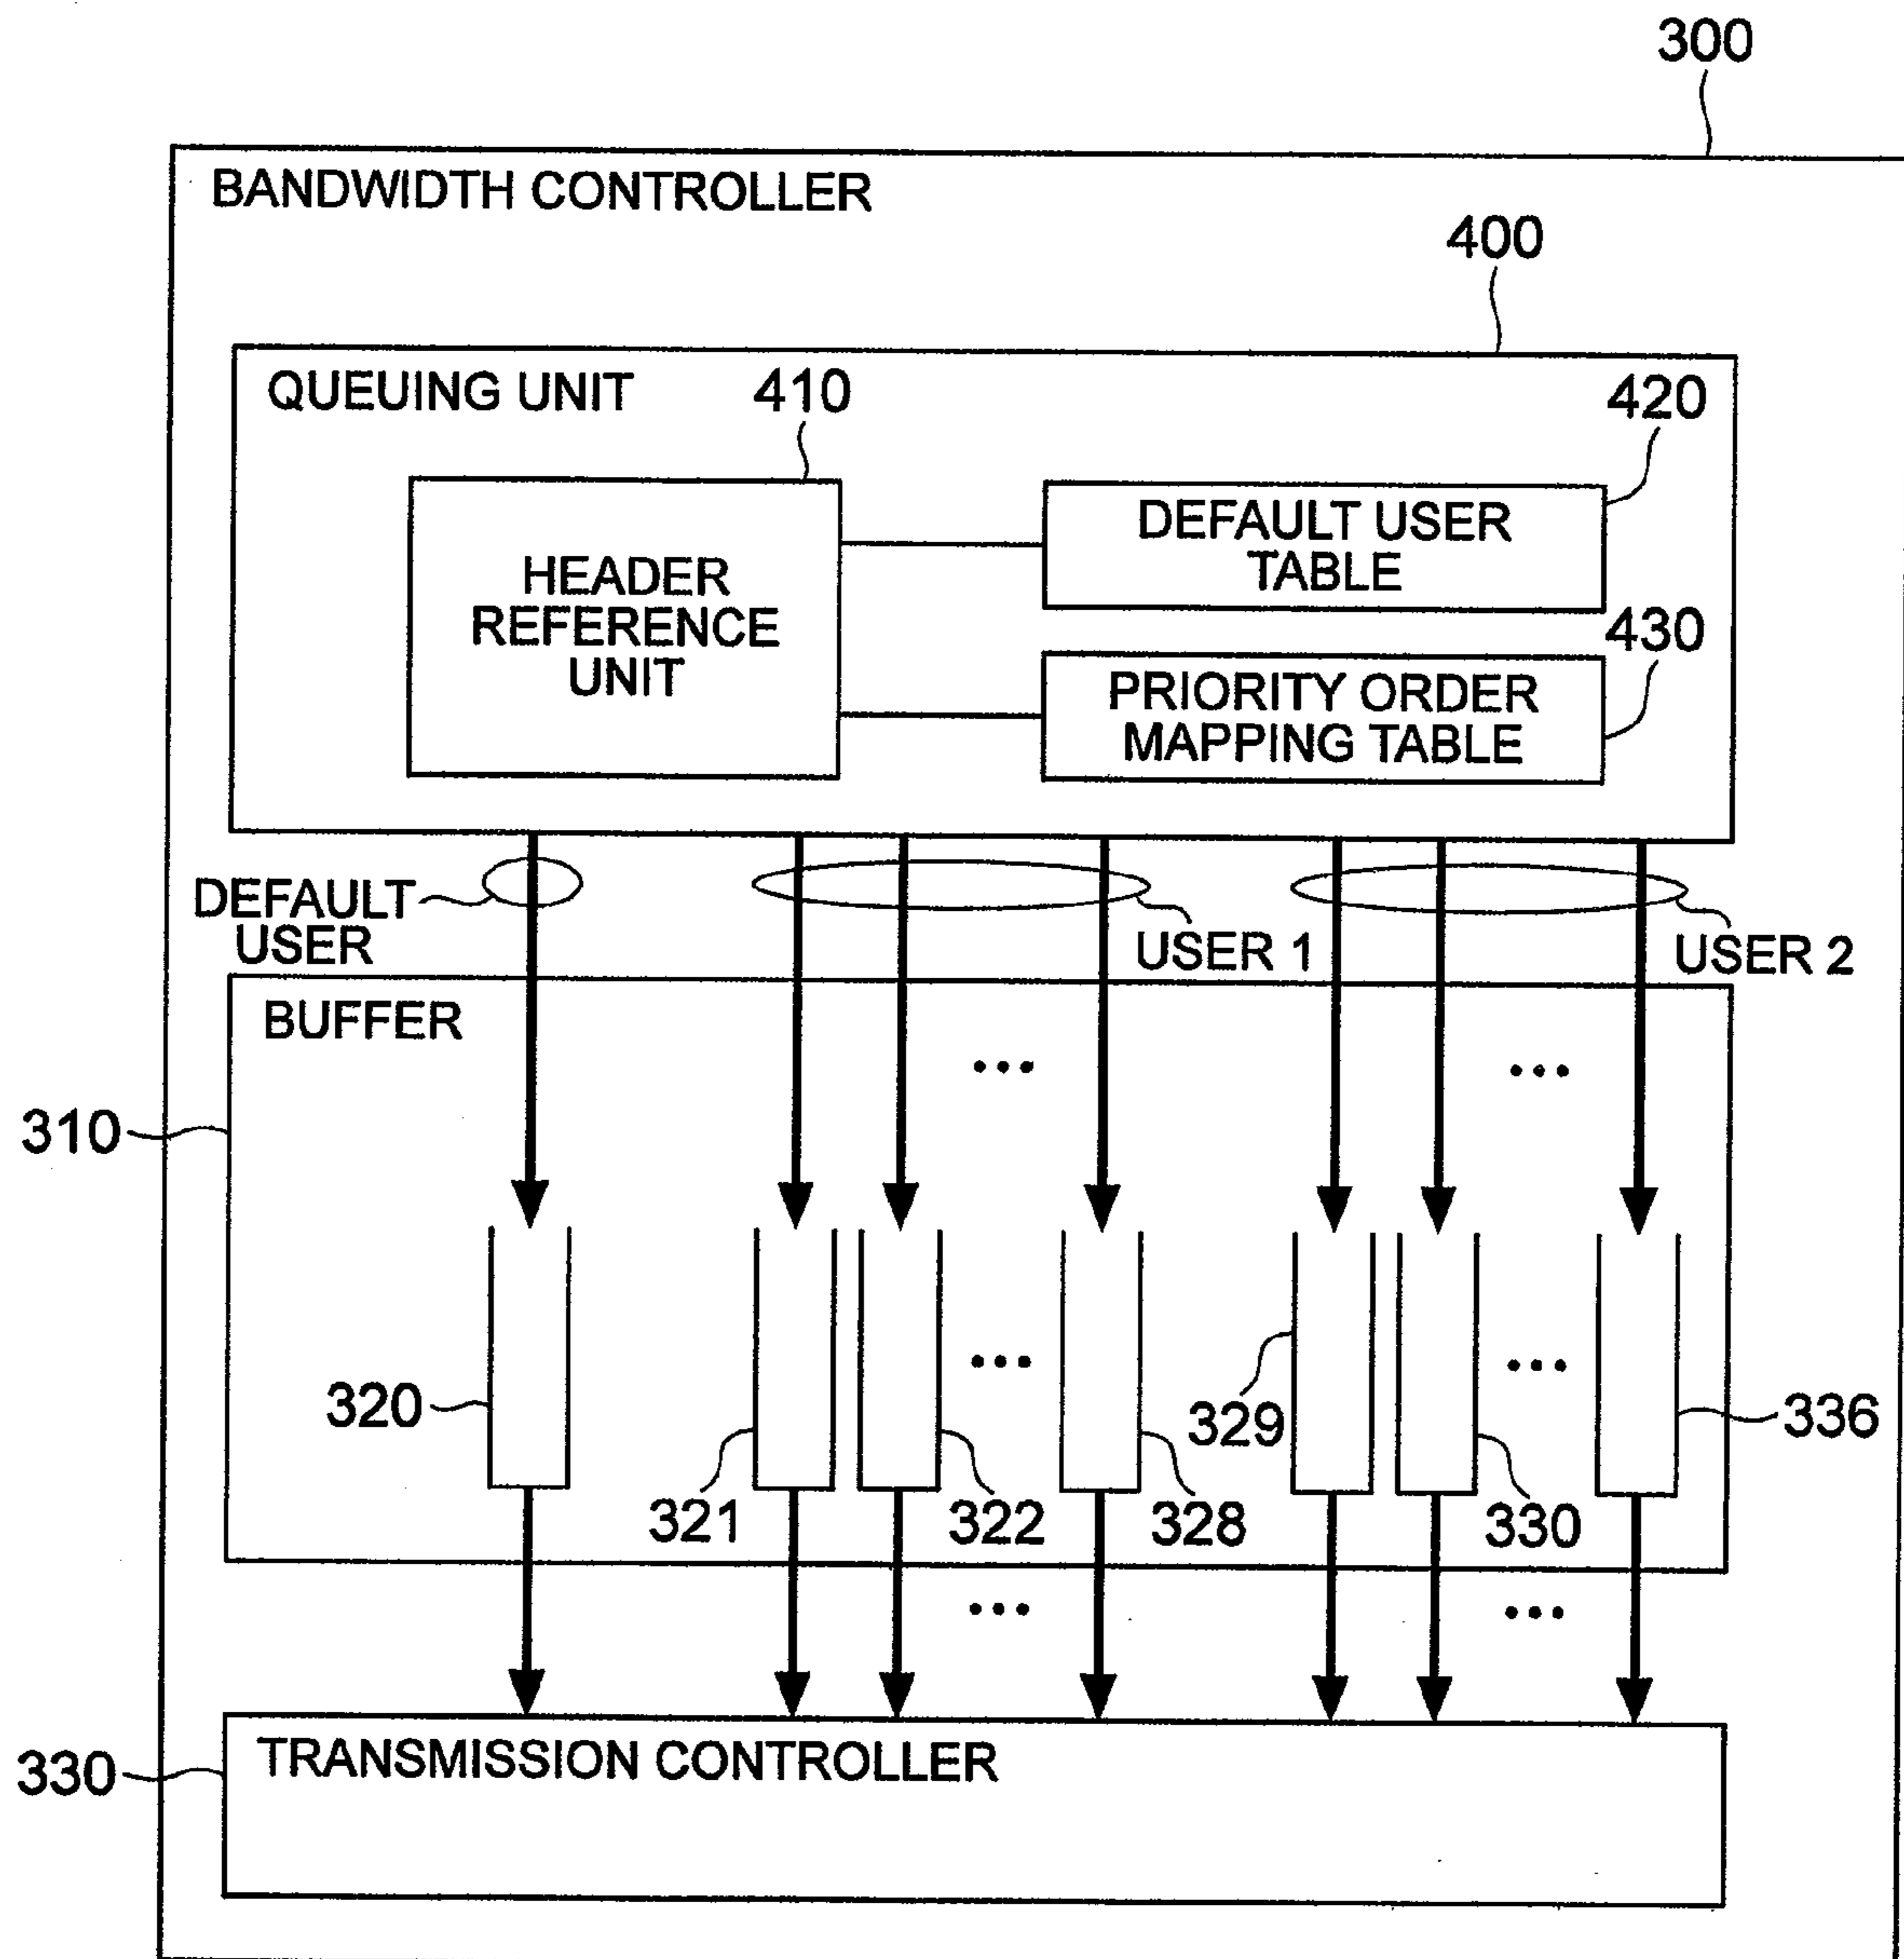 300
BANDWIDTH CONTROLLER
400
QUEUING UNIT
410
420
HEADER
REFERENCE
UNIT
DEFAULT USER
TABLE
430
PRIORITY ORDER
MAPPING TABLE
DEFAULT
USER
USER 1
USER 2
BUFFER
...
...
310
320
321
322
...
328
329
330
...
336
...
...
330
TRANSMISSION CONTROLLER